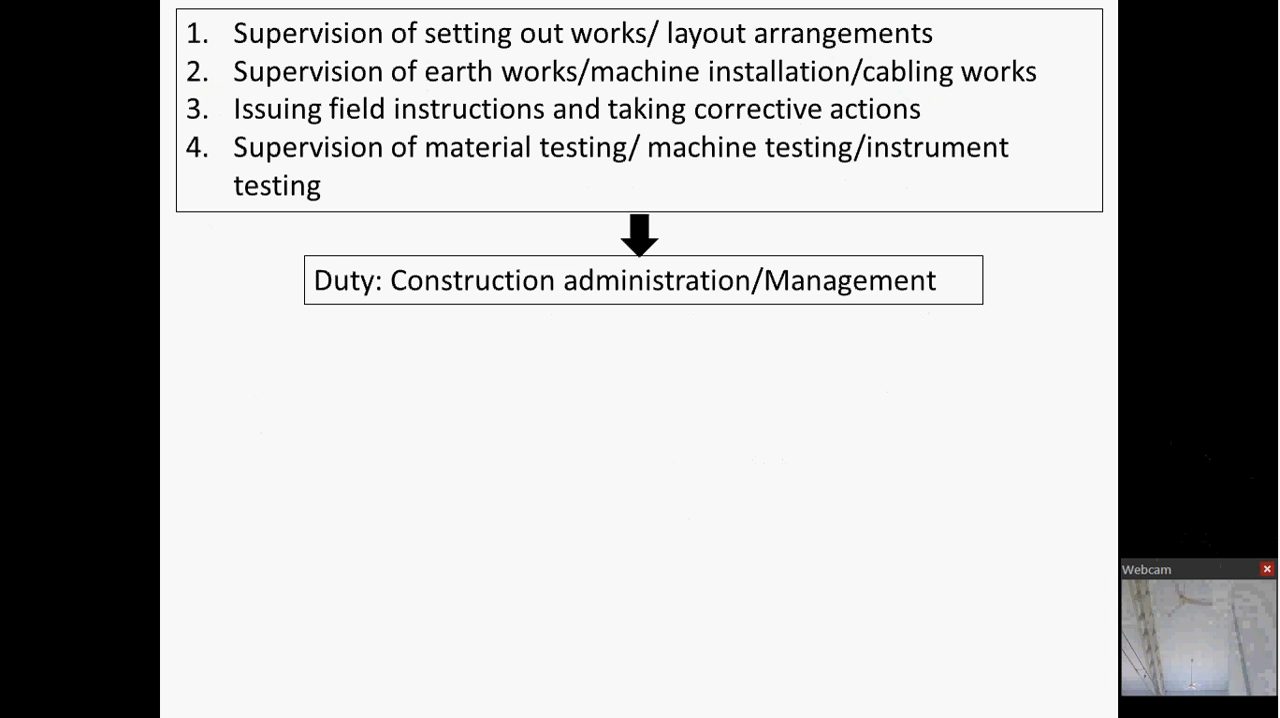 1. Supervision of setting out works/ layout arrangements
2. Supervision of earth works/machine installation/cabling works
3. Issuing field instructions and taking corrective actions
4. Supervision of material testing/ machine testing/instrument
testing
Duty: Construction administration/Management
Webcam